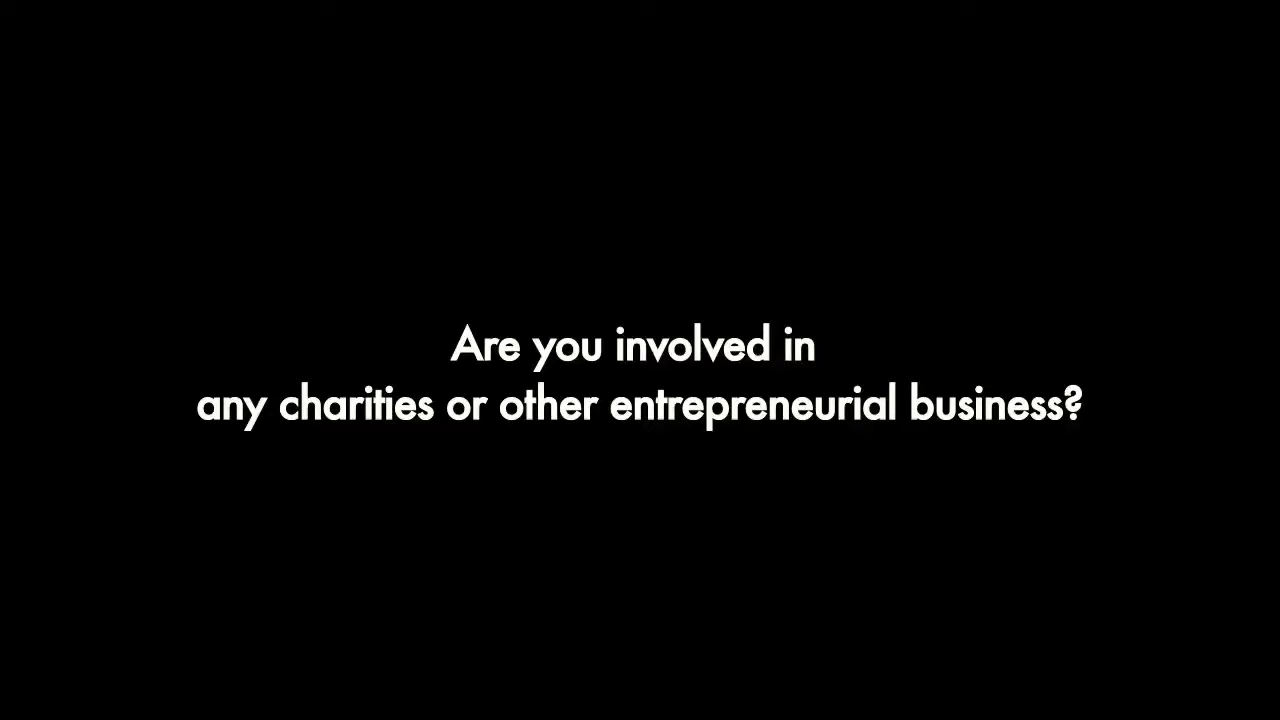 Are you involved in
any charities or other entrepreneurial business?